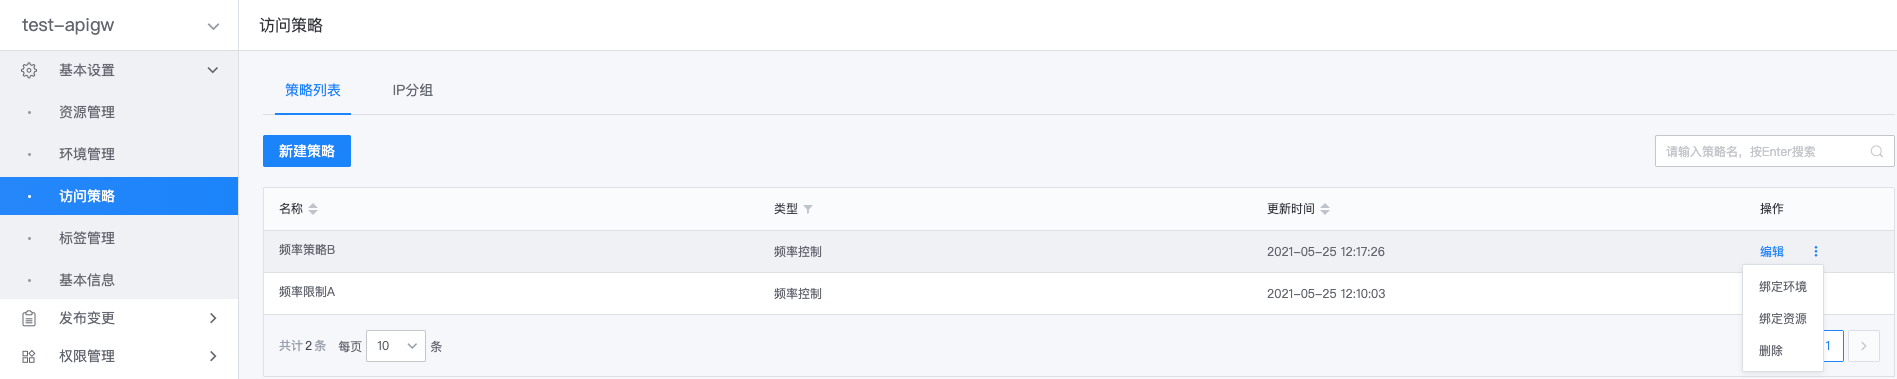 test-apigw
访问策略
基本设置
资源管理
环境管理
访问策略
标签管理
基本信息
发布变更
权限管理
策略列表 IP分组
新建策略
请输入策略名，按Enter搜索
名称 类型 更新时间 操作
频率策略B 频率控制 2021-05-25 12:17:26 编辑
频率限制A 频率控制 2021-05-25 12:10:03
绑定环境
绑定资源
删除
共计2条 每页 10 条 1